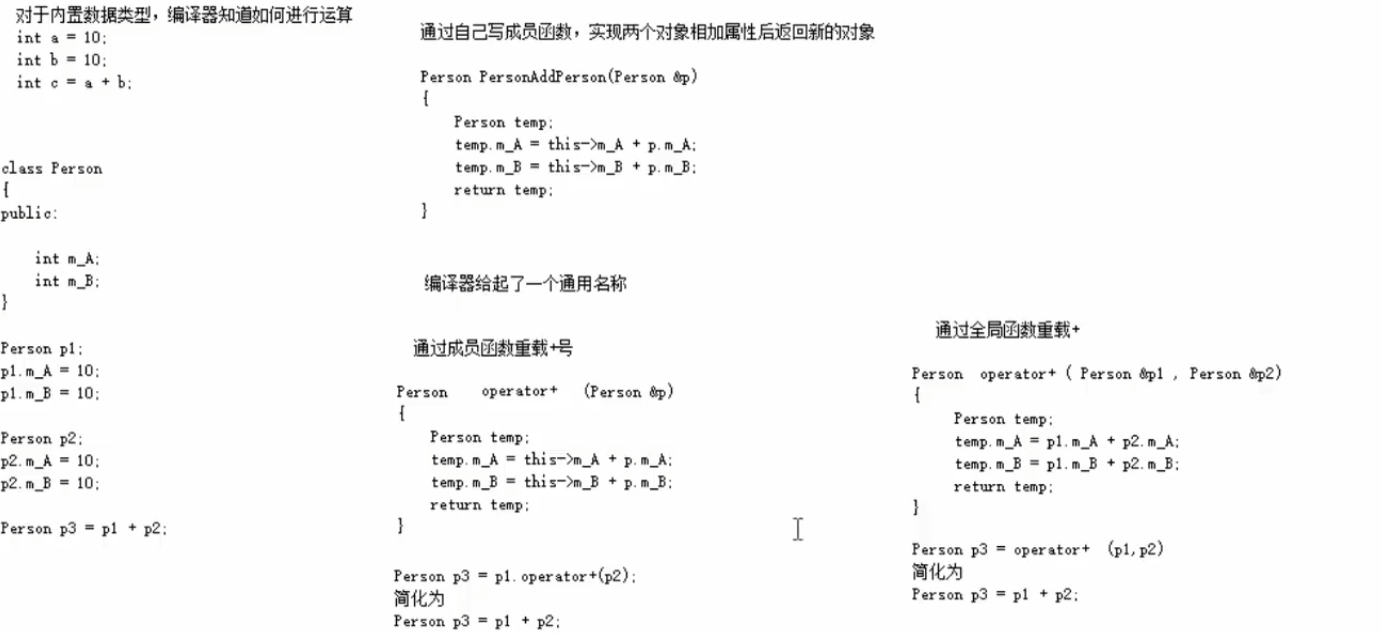 对于内置数据类型，编译器知道如何进行运算
int a = 10;
int b = 10;
int c = a + b;
class Person
{
public:
int m_A;
int m_B;
}
Person p1;
p1.m_A = 10;
p1.m_B = 10;
Person p2;
p2.m_A = 10;
p2.m_B = 10;
Person p3 = p1 + p2;
通过自己写成员函数，实现两个对象相加属性后返回新的对象
Person PersonAddPerson(Person &p)
{
Person temp;
temp.m_A = this->m_A + p.m_A;
temp.m_B = this->m_B + p.m_B;
return temp;
}
编译器给起了一个通用名称
通过成员函数重载+号
Person operator+ (Person &p)
{
Person temp;
temp.m_A = this->m_A + p.m_A;
temp.m_B = this->m_B + p.m_B;
return temp;
}
Person p3 = p1.operator+(p2);
简化为
Person p3 = p1 + p2;
通过全局函数重载+
Person operator+ ( Person &p1 , Person &p2)
{
Person temp;
temp.m_A = p1.m_A + p2.m_A;
temp.m_B = p1.m_B + p2.m_B;
return temp;
}
Person p3 = operator+ (p1,p2)
简化为
Person p3 = p1 + p2;